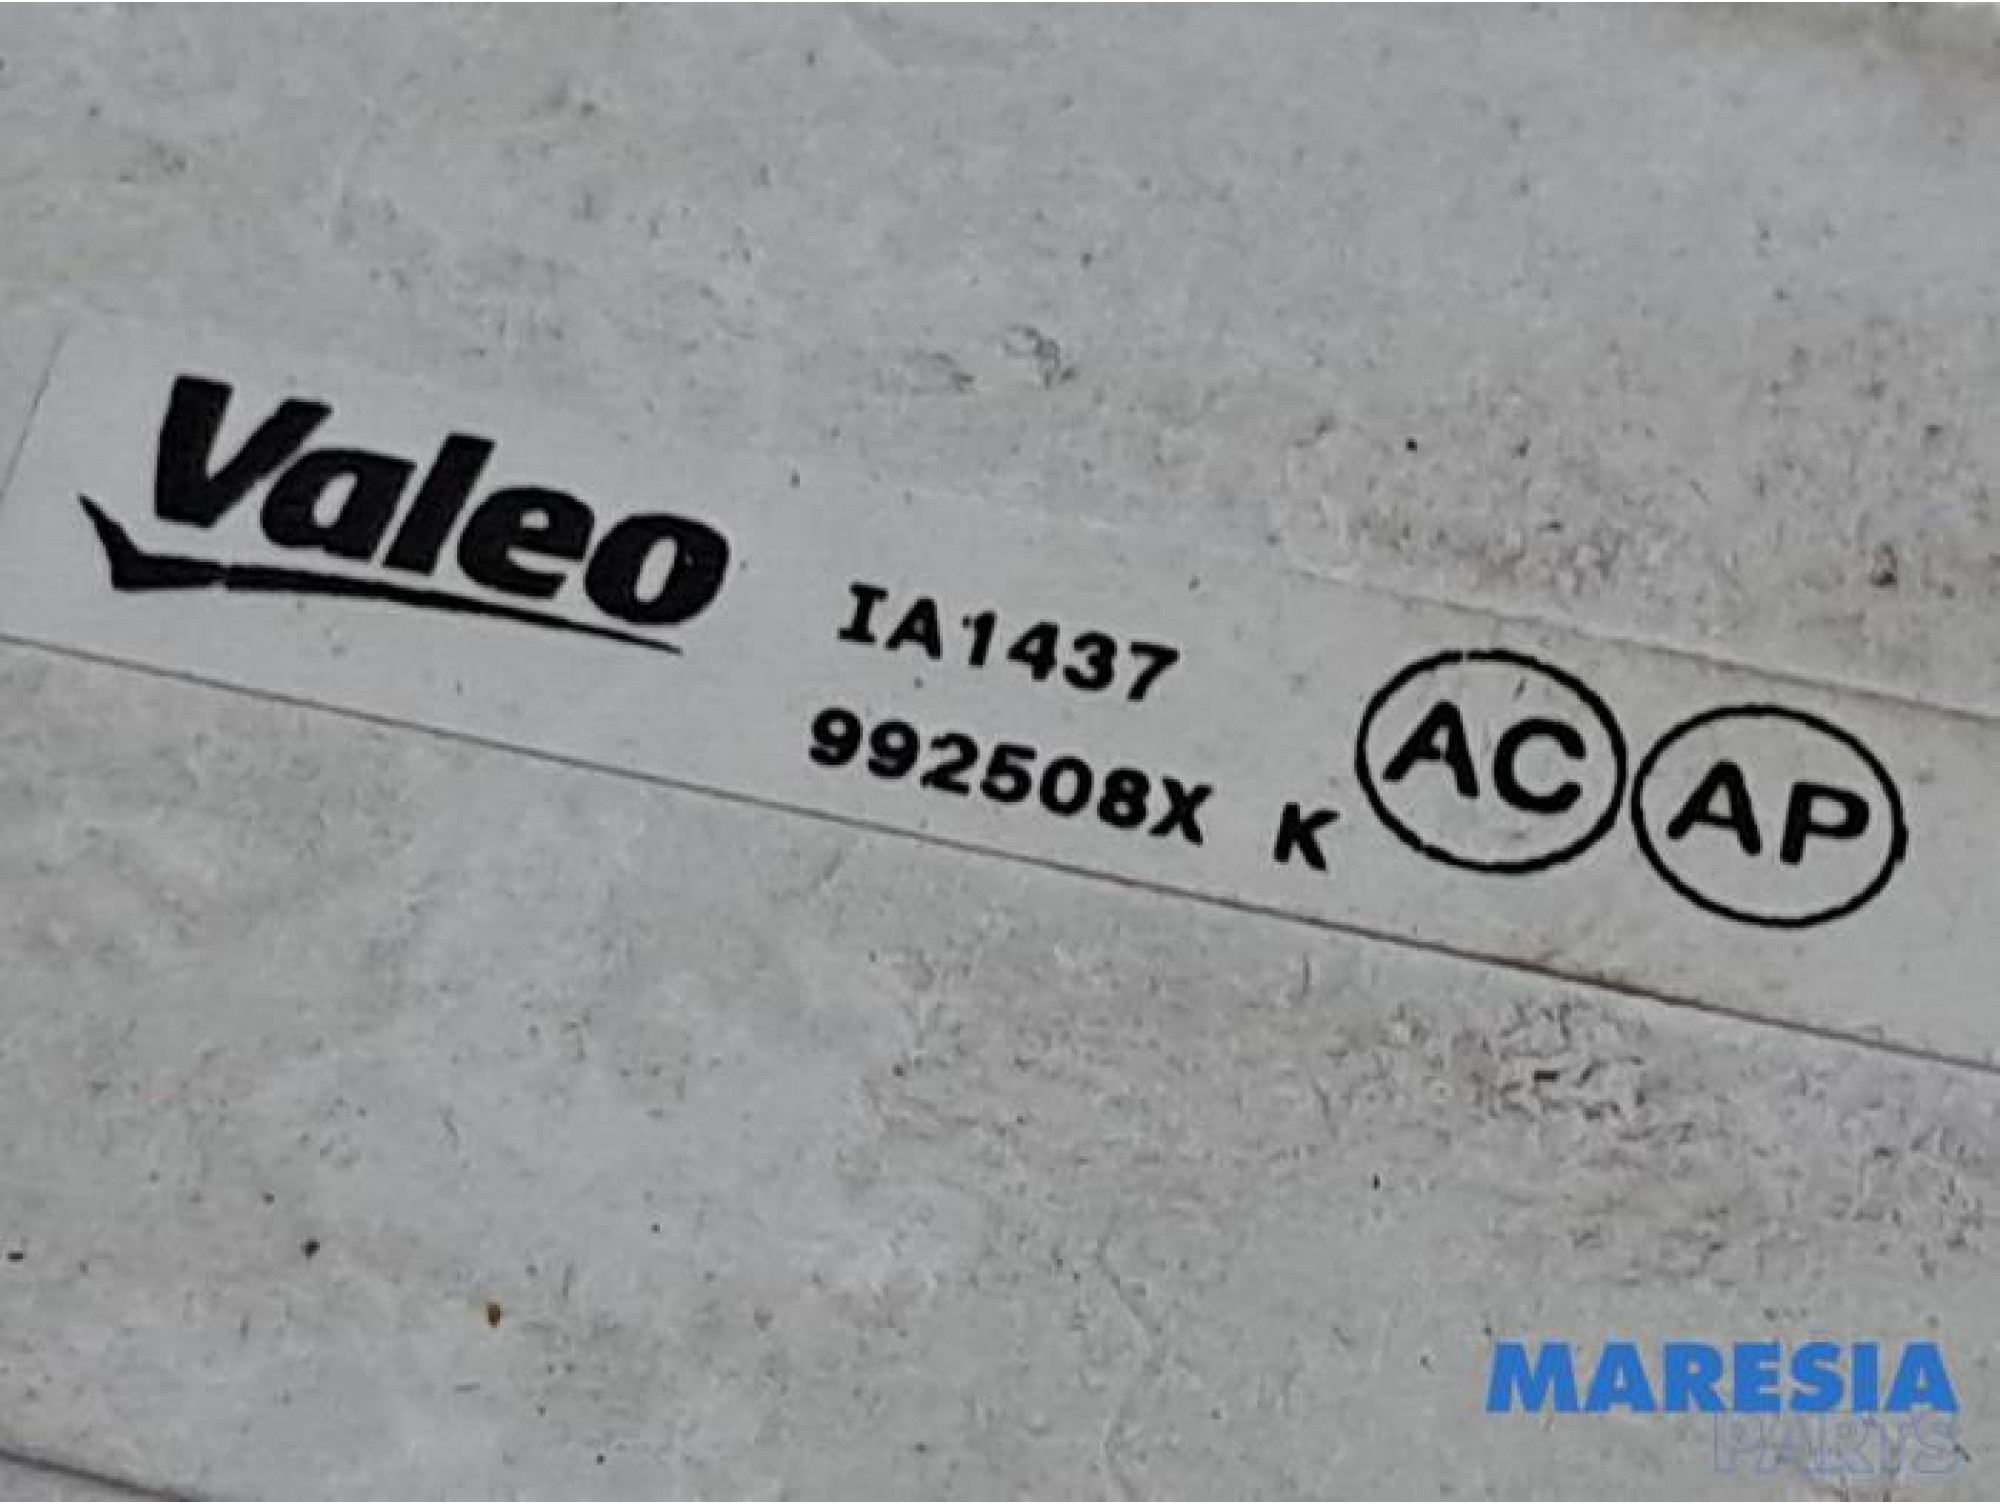 Valeo
IA1437
992508X K
AC AP
MARESIA
PARTS